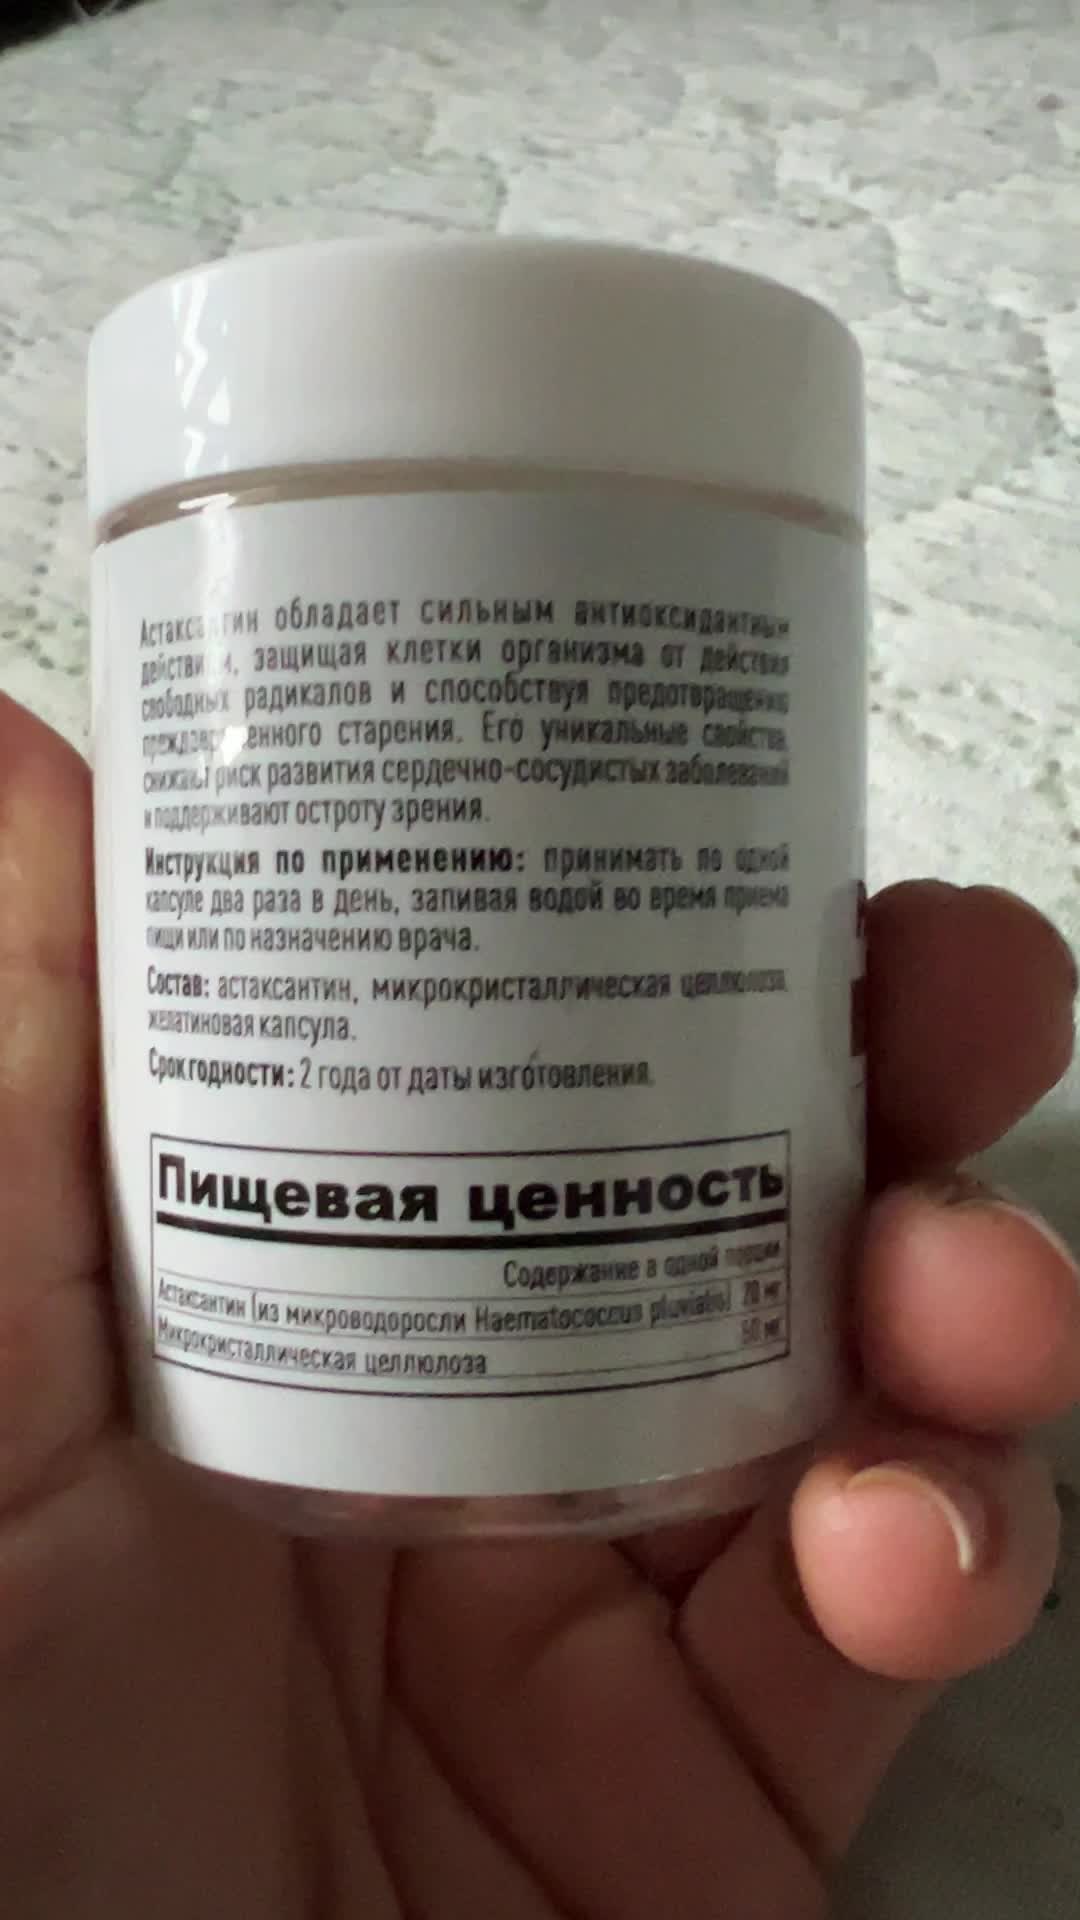 Астаксантин обладает сильным антиоксидантным
действием, защищая клетки организма от действия
свободных радикалов и способствуя предотвращению
преждевременного старения. Его уникальные свойства
снижают риск развития сердечно-сосудистых заболеваний
и поддерживают остроту зрения.
Инструкция по применению: принимать по одной
капсуле два раза в день, запивая водой во время приема
пищи или по назначению врача.
Состав: астаксантин, микрокристаллическая целлюлоза,
желатиновая капсула.
Срок годности: 2 года от даты изготовления.
Пищевая ценность
Содержание в одной порции
Астаксантин (из микроводоросли Haematococcus pluvialis) 20 мг
Микрокристаллическая целлюлоза 50 мг